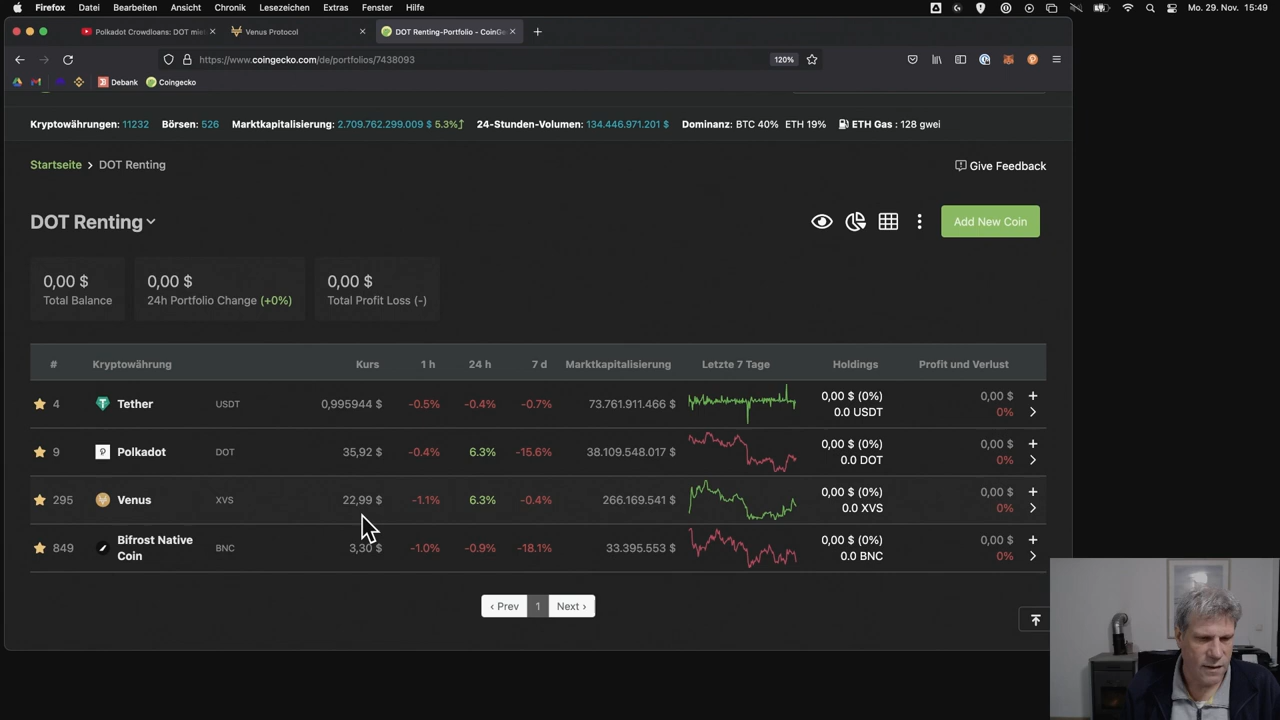 Firefox Datei Bearbeiten Ansicht Chronik Lesezeichen Extras Fenster Hilfe Mo. 29. Nov. 15:49
Polkadot Crowdloans: DOT mie Venus Protocol DOT Renting-Portfolio - CoinGe
https://www.coingecko.com/de/portfolios/7438093 120%
Debank Coingecko
Kryptowährungen: 11232 Börsen: 526 Marktkapitalisierung: 2.709.762.299.009 $ 5.3% 24-Stunden-Volumen: 134.446.971.201 $ Dominanz: BTC 40% ETH 19% ETH Gas : 128 gwei
Startseite > DOT Renting Give Feedback
DOT Renting Add New Coin
0,00 $ 0,00 $ 0,00 $
Total Balance 24h Portfolio Change (+0%) Total Profit Loss (-)
# Kryptowährung Kurs 1 h 24 h 7 d Marktkapitalisierung Letzte 7 Tage Holdings Profit und Verlust
4 Tether USDT 0,995944 $ -0.5% -0.4% -0.7% 73.761.911.466 $ 0,00 $ (0%) 0,00 $ +
0.0 USDT 0%
9 Polkadot DOT 35,92 $ -0.4% 6.3% -15.6% 38.109.548.017 $ 0,00 $ (0%) 0,00 $ +
0.0 DOT 0%
295 Venus XVS 22,99 $ -1.1% 6.3% -0.4% 266.169.541 $ 0,00 $ (0%) 0,00 $ +
0.0 XVS 0%
849 Bifrost Native Coin BNC 3,30 $ -1.0% -0.9% -18.1% 33.395.553 $ 0,00 $ (0%) 0,00 $ +
0.0 BNC 0%
‹ Prev 1 Next ›